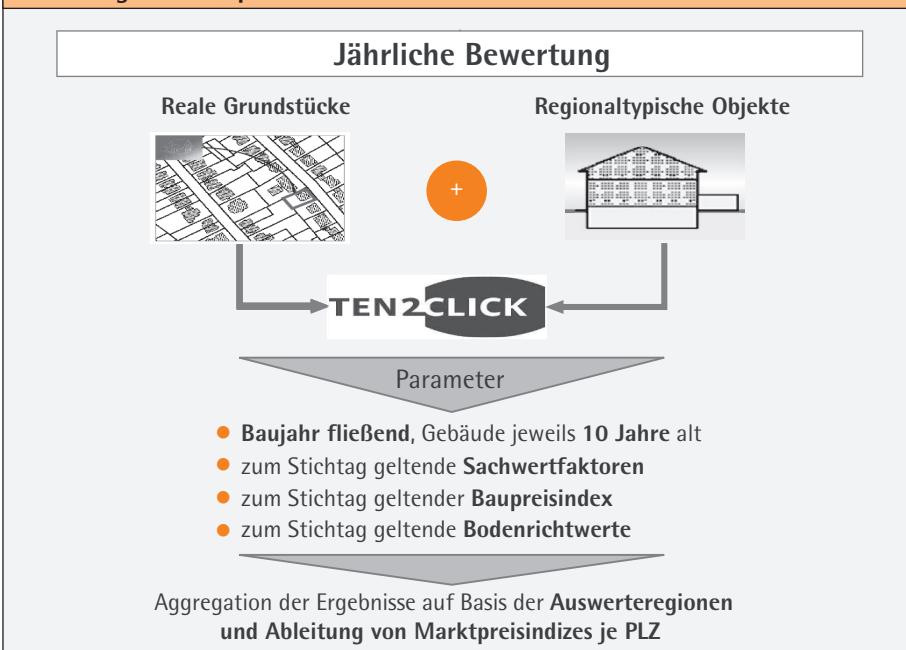 Jährliche Bewertung
Reale Grundstücke
Regionaltypische Objekte
+
TEN2CLICK
Parameter
• Baujahr fließend, Gebäude jeweils 10 Jahre alt
• zum Stichtag geltende Sachwertfaktoren
• zum Stichtag geltender Baupreisindex
• zum Stichtag geltende Bodenrichtwerte
Aggregation der Ergebnisse auf Basis der Auswerteregionen
und Ableitung von Marktpreisindizes je PLZ